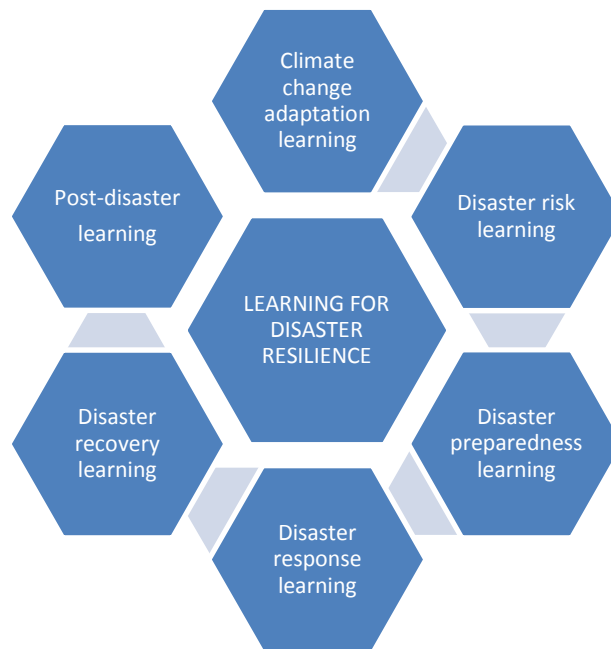 Climate
change
adaptation
learning
Disaster risk
learning
Disaster
preparedness
learning
Disaster
response
learning
Disaster
recovery
learning
Post-disaster
learning
LEARNING FOR
DISASTER
RESILIENCE